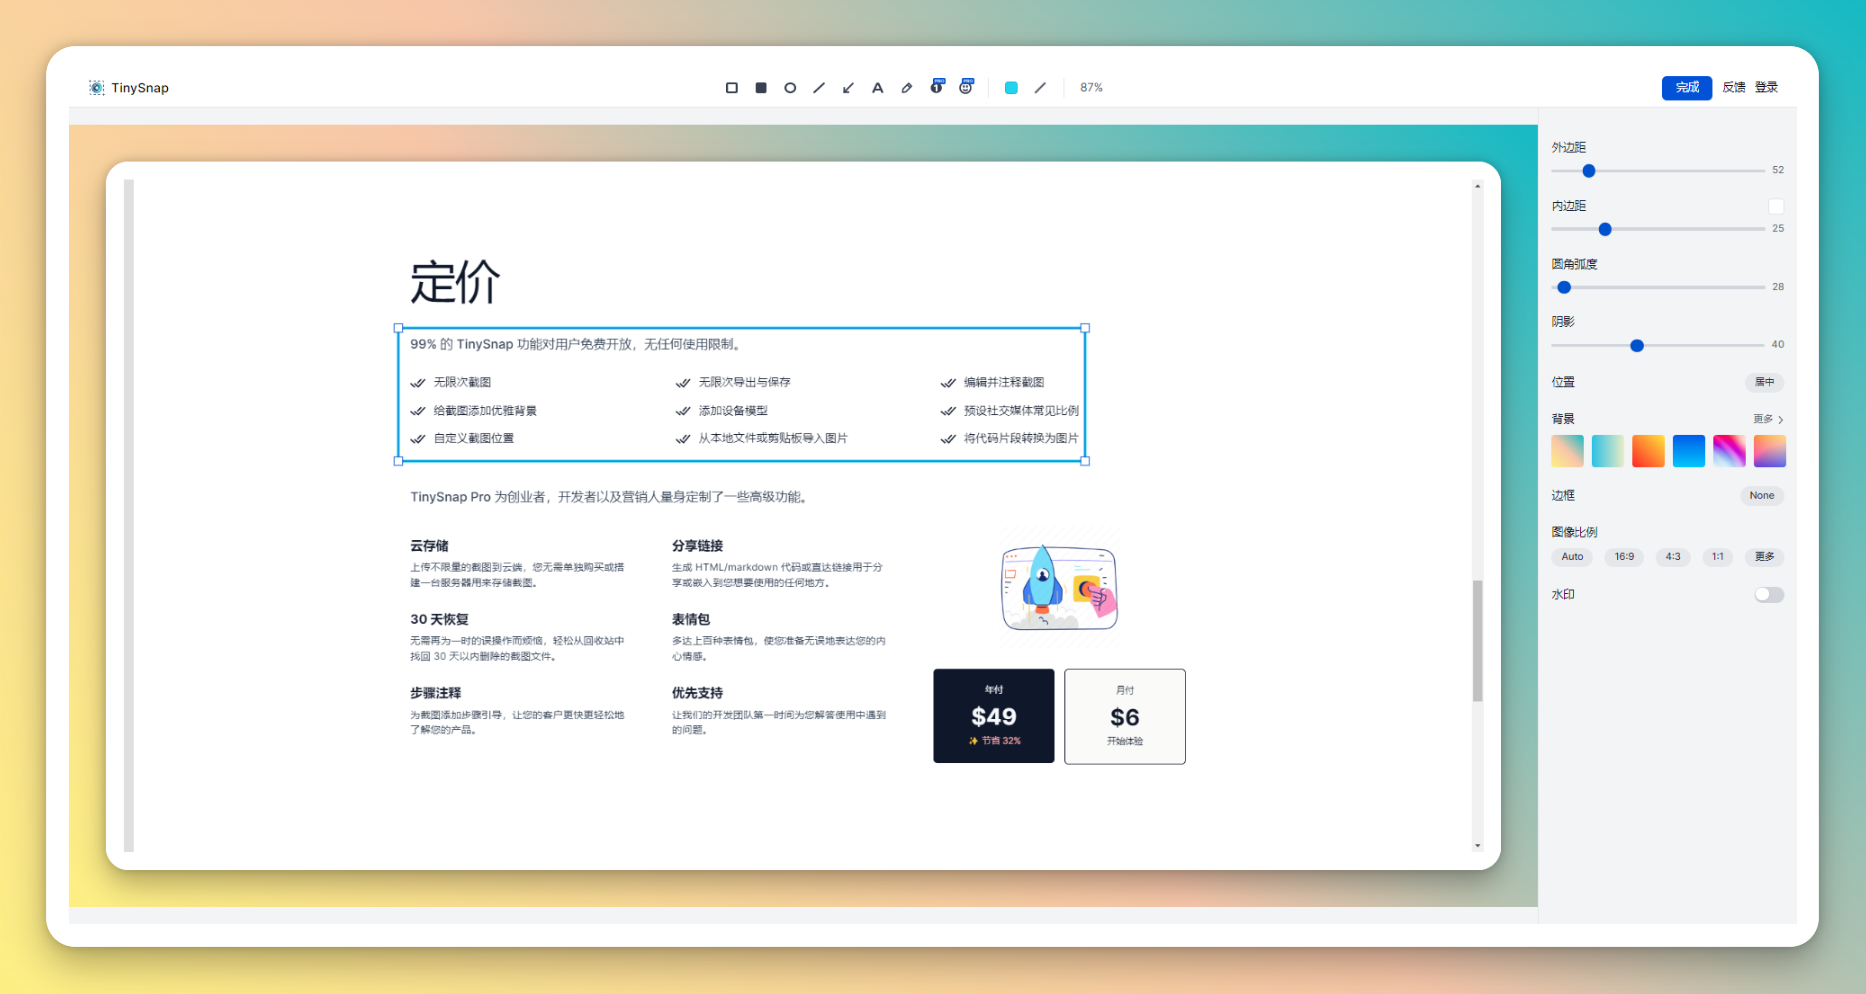 TinySnap
PRO
PRO
87%
完成
反馈
登录
定价
99% 的 TinySnap 功能对用户免费开放，无任何使用限制。
无限次截图
无限次导出与保存
编辑并注释截图
给截图添加优雅背景
添加设备模型
预设社交媒体常见比例
自定义截图位置
从本地文件或剪贴板导入图片
将代码片段转换为图片
TinySnap Pro 为创业者，开发者以及营销人量身定制了一些高级功能。
云存储
上传不限量的截图到云端，您无需单独购买或搭
建一台服务器用来存储截图。
分享链接
生成 HTML/markdown 代码或直达链接用于分
享或嵌入到您想要使用的任何地方。
30 天恢复
无需再为一时的误操作而烦恼，轻松从回收站中
找回 30 天以内删除的截图文件。
表情包
多达上百种表情包，使您准备无误地表达您的内
心情感。
步骤注释
为截图添加步骤引导，让您的客户更快更轻松地
了解您的产品。
优先支持
让我们的开发团队第一时间为您解答使用中遇到
的问题。
年付
$49
✨ 节省 32%
月付
$6
开始体验
外边距
52
内边距
25
圆角弧度
28
阴影
40
位置
居中
背景
更多
边框
None
图像比例
Auto
16:9
4:3
1:1
更多
水印